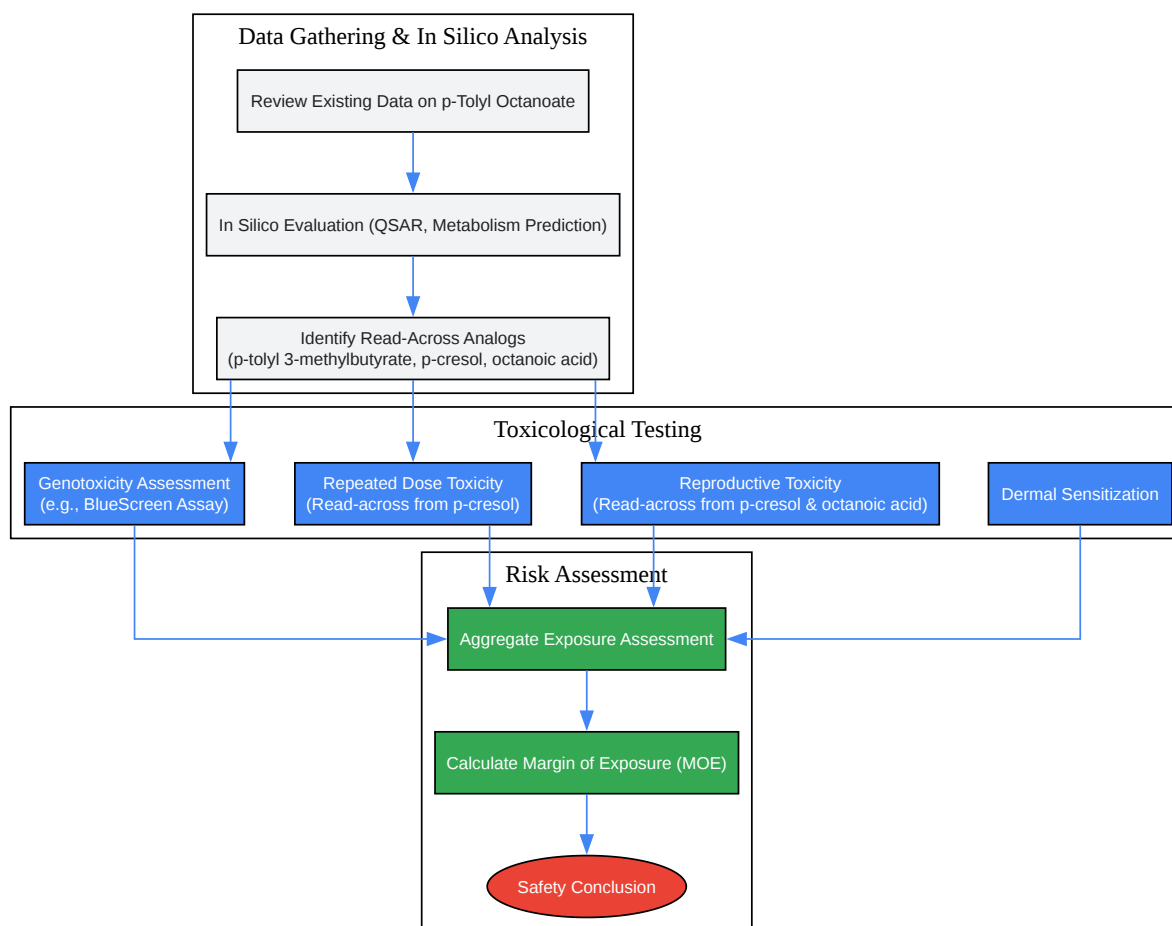 Data Gathering & In Silico Analysis
Review Existing Data on p-Tolyl Octanoate
In Silico Evaluation (QSAR, Metabolism Prediction)
Identify Read-Across Analogs
(p-tolyl 3-methylbutyrate, p-cresol, octanoic acid)
Toxicological Testing
Genotoxicity Assessment
(e.g., BlueScreen Assay)
Repeated Dose Toxicity
(Read-across from p-cresol)
Reproductive Toxicity
(Read-across from p-cresol & octanoic acid)
Dermal Sensitization
Risk Assessment
Aggregate Exposure Assessment
Calculate Margin of Exposure (MOE)
Safety Conclusion